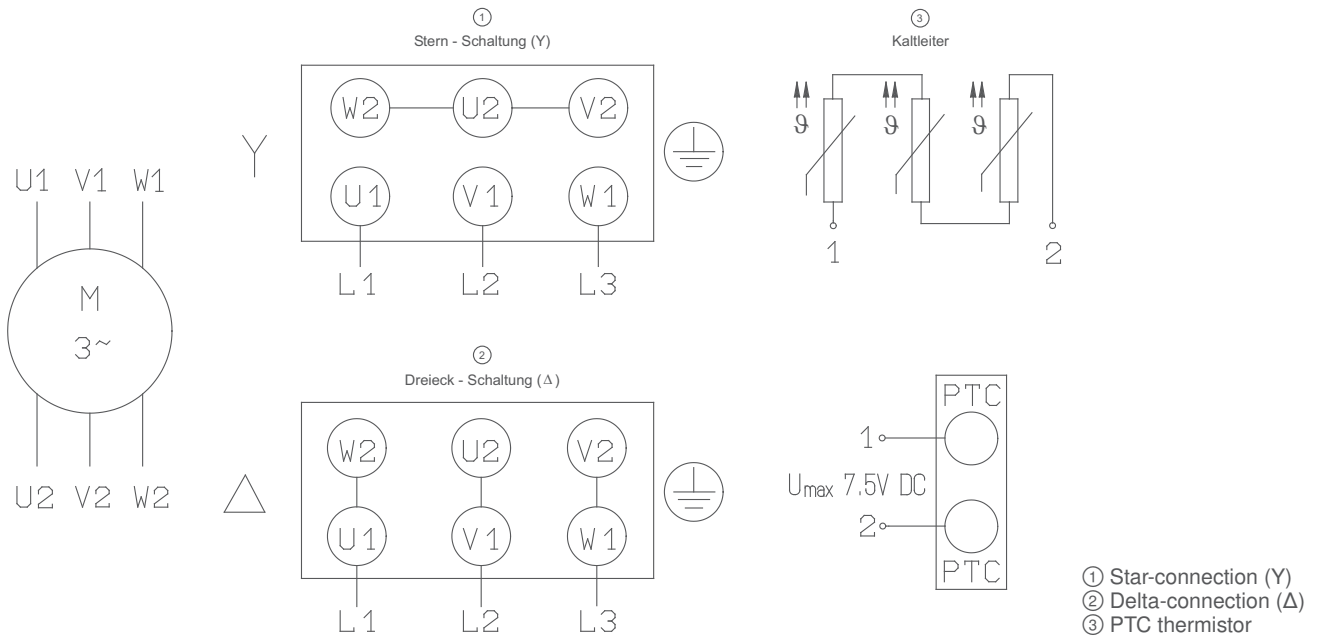 ①
Stern - Schaltung (Y)
W2 U2 V2
U1 V1 W1
L1 L2 L3
Y
U1 V1 W1
M
3~
U2 V2 W2
②
Dreieck - Schaltung (Δ)
W2 U2 V2
U1 V1 W1
L1 L2 L3
Δ
③
Kaltleiter
ϑ ϑ ϑ
1 2
PTC
1
Umax 7.5V DC
2
PTC
① Star-connection (Y)
② Delta-connection (Δ)
③ PTC thermistor